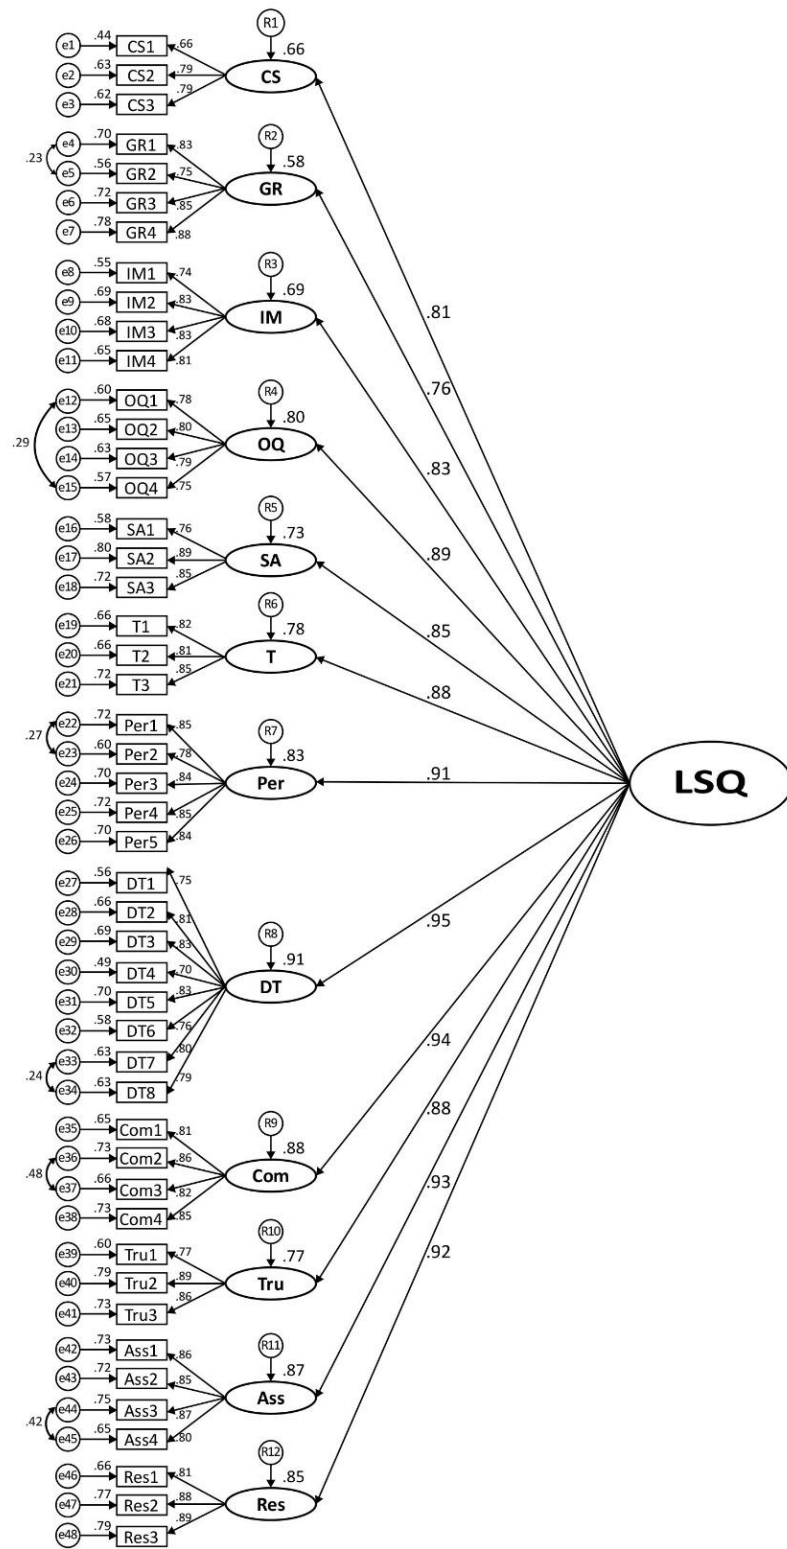 R1
e1 .44 CS1 .66 .66
e2 .63 CS2 .79 CS
e3 .62 CS3 .79
R2
e4 .70 GR1 .83 .58
.23 e5 .56 GR2 .75 GR
e6 .72 GR3 .85
e7 .78 GR4 .88
R3
e8 .55 IM1 .74 .69
e9 .69 IM2 .83 IM .81
e10 .68 IM3 .83
e11 .65 IM4 .81
.76
R4
e12 .60 OQ1 .78 .80
e13 .65 OQ2 .80 OQ
.29 e14 .63 OQ3 .79 .83
e15 .57 OQ4 .75
R5
e16 .58 SA1 .76 .73
e17 .80 SA2 .89 SA .89
e18 .72 SA3 .85
R6
e19 .66 T1 .82 .78 .85
e20 .66 T2 .81 T
e21 .72 T3 .85 .88
e22 .72 Per1 .85 R7
.27 e23 .60 Per2 .78 .83
e24 .70 Per3 .84 Per .91 LSQ
e25 .72 Per4 .85
e26 .70 Per5 .84
e27 .56 DT1 .75
e28 .66 DT2 .81 .95
e29 .69 DT3 .83 R8
e30 .49 DT4 .70 .91
e31 .70 DT5 .83 DT
e32 .58 DT6 .76
e33 .63 DT7 .80 .94
.24 e34 .63 DT8 .79
e35 .65 Com1 .81 R9 .88
e36 .73 Com2 .86 .88
.48 e37 .66 Com3 .82 Com .93
e38 .73 Com4 .85
R10
e39 .60 Tru1 .77 .77 .92
e40 .79 Tru2 .89 Tru
e41 .73 Tru3 .86
R11
e42 .73 Ass1 .86 .87
e43 .72 Ass2 .85 Ass
.42 e44 .75 Ass3 .87
e45 .65 Ass4 .80
R12
e46 .66 Res1 .81 .85
e47 .77 Res2 .88 Res
e48 .79 Res3 .89